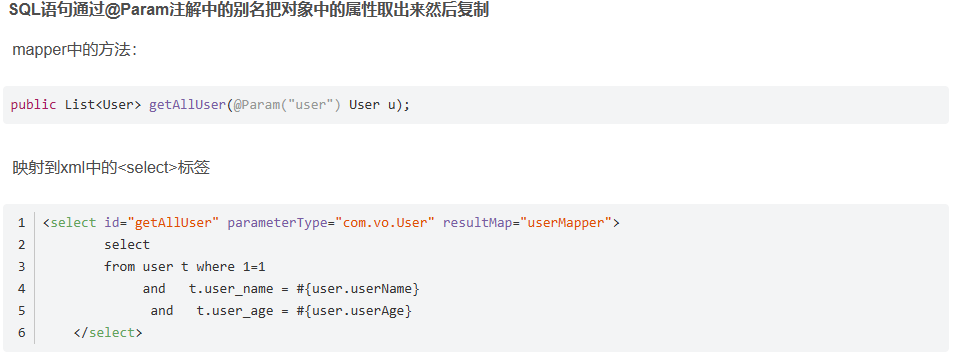 SQL语句通过@Param注解中的别名把对象中的属性取出来然后复制
mapper中的方法：
public List<User> getAllUser(@Param("user") User u);
映射到xml中的<select>标签
1 <select id="getAllUser" parameterType="com.vo.User" resultMap="userMapper">
2 select
3 from user t where 1=1
4 and t.user_name = #{user.userName}
5 and t.user_age = #{user.userAge}
6 </select>